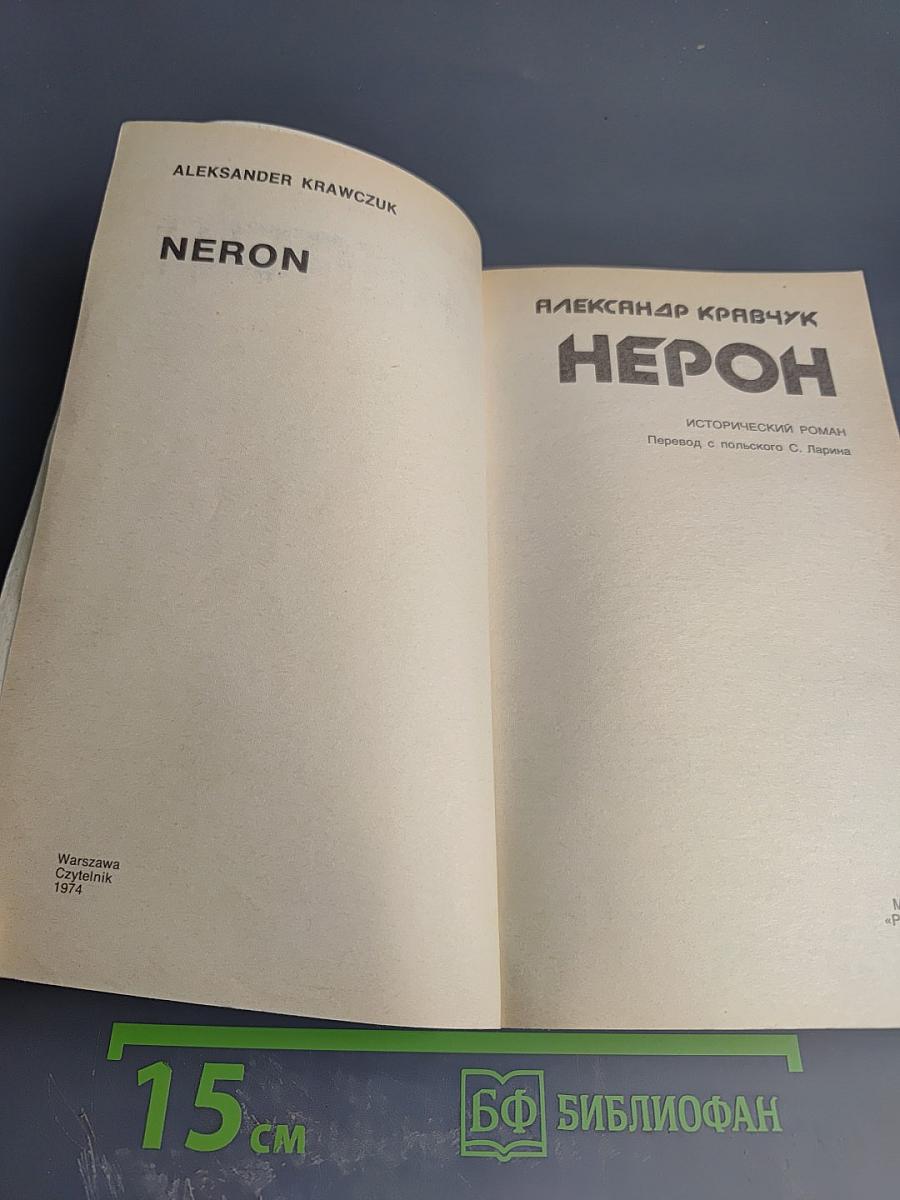 ALEKSANDER KRAWCZUK
NERON
Warszawa
Czytelnik
1974
АЛЕКСАНДР КРАВЧУК
НЕРОН
ИСТОРИЧЕСКИЙ РОМАН
Перевод с польского С. Ларина
15 см
БФ БИБЛИОФАН